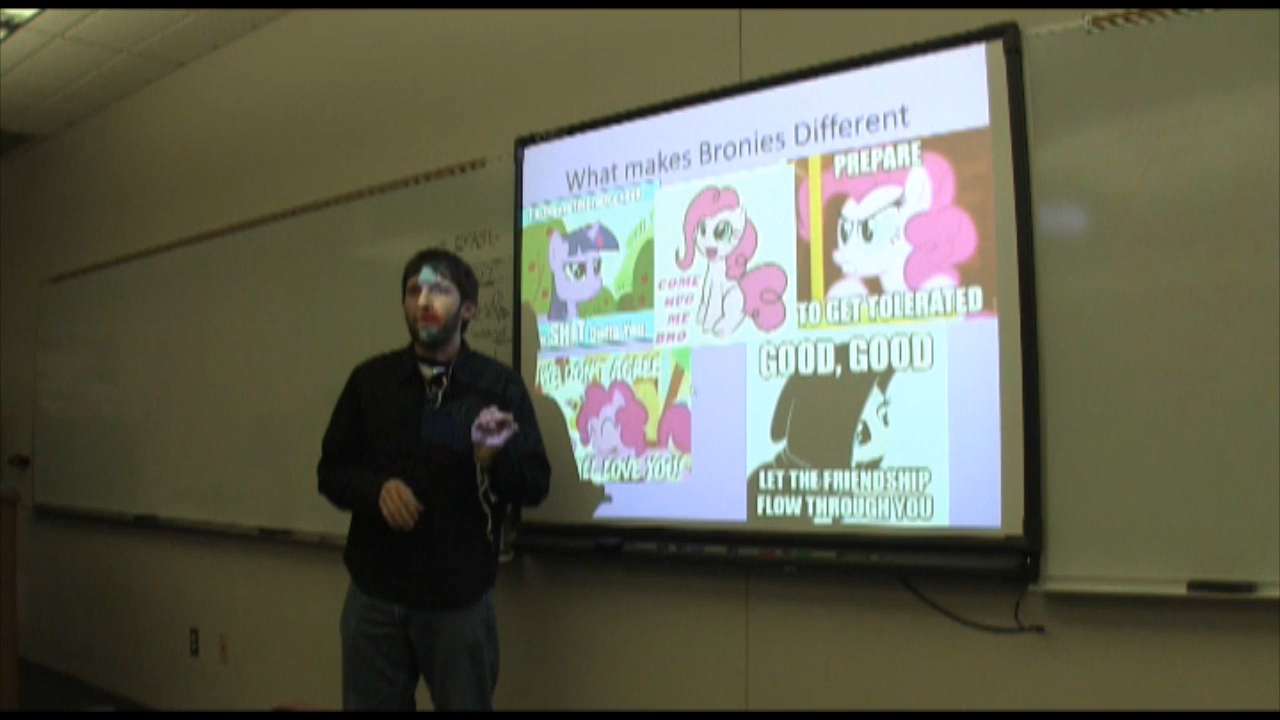 What makes Bronies Different
COME
HUG
ME
BRO
PREPARE
TO GET TOLERATED
AGREE
LOVE YOU!
GOOD, GOOD
LET THE FRIENDSHIP
FLOW THROUGH YOU